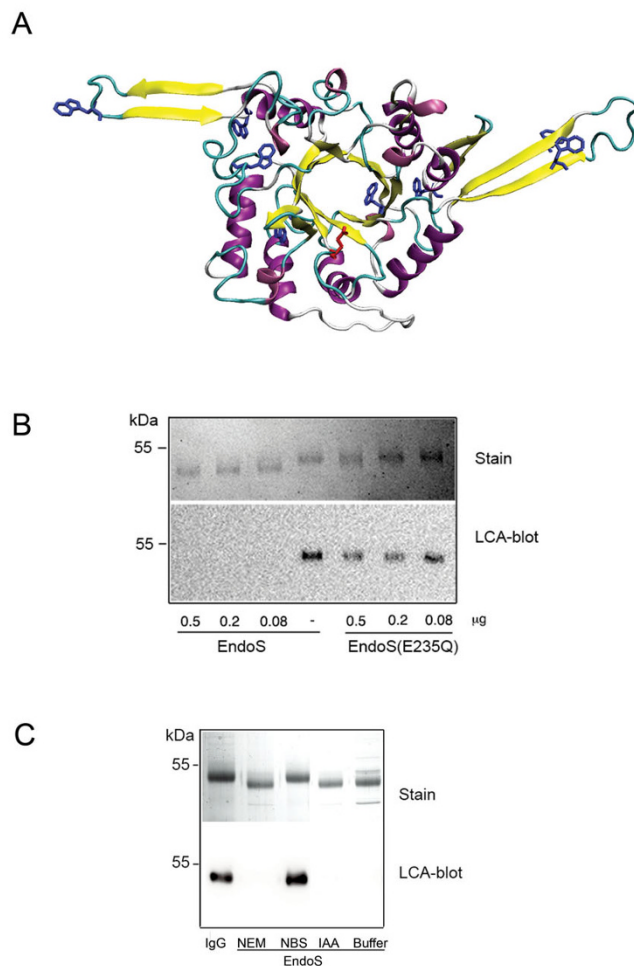 A
B
kDa
55
Stain
55
LCA-blot
0.5 0.2 0.08 - 0.5 0.2 0.08 µg
EndoS EndoS(E235Q)
C
kDa
55
Stain
55
LCA-blot
IgG NEM NBS IAA Buffer
EndoS